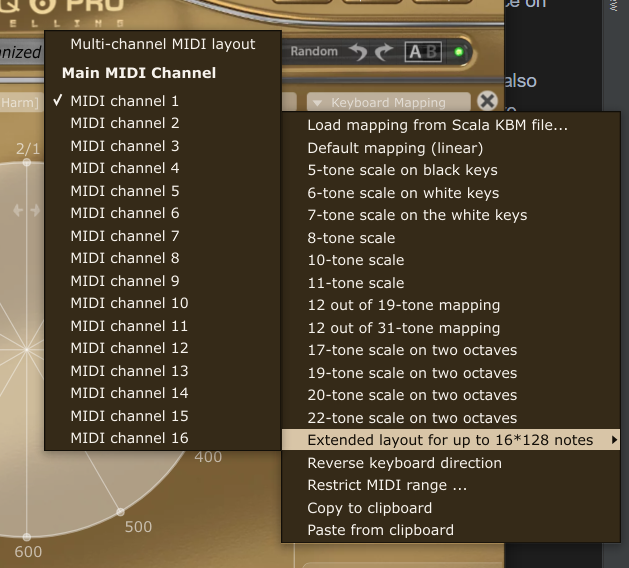 Q PRO
ELLING
anized
Random
A B
Harm]
Keyboard Mapping
2/1
400
500
600
Multi-channel MIDI layout
Main MIDI Channel
✓ MIDI channel 1
MIDI channel 2
MIDI channel 3
MIDI channel 4
MIDI channel 5
MIDI channel 6
MIDI channel 7
MIDI channel 8
MIDI channel 9
MIDI channel 10
MIDI channel 11
MIDI channel 12
MIDI channel 13
MIDI channel 14
MIDI channel 15
MIDI channel 16
Load mapping from Scala KBM file...
Default mapping (linear)
5-tone scale on black keys
6-tone scale on white keys
7-tone scale on the white keys
8-tone scale
10-tone scale
11-tone scale
12 out of 19-tone mapping
12 out of 31-tone mapping
17-tone scale on two octaves
19-tone scale on two octaves
20-tone scale on two octaves
22-tone scale on two octaves
Extended layout for up to 16*128 notes
Reverse keyboard direction
Restrict MIDI range ...
Copy to clipboard
Paste from clipboard
on
also